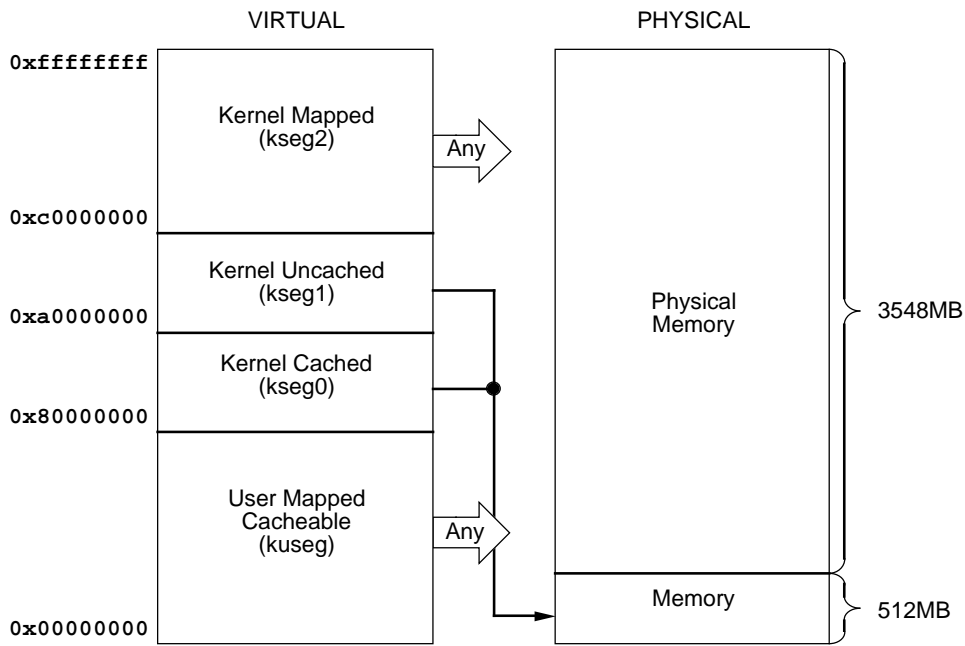 VIRTUAL
PHYSICAL
0xffffffff
Kernel Mapped
(kseg2)
Any
0xc0000000
Kernel Uncached
(kseg1)
0xa0000000
Kernel Cached
(kseg0)
0x80000000
User Mapped
Cacheable
(kuseg)
Any
0x00000000
Physical
Memory
3548MB
Memory
512MB